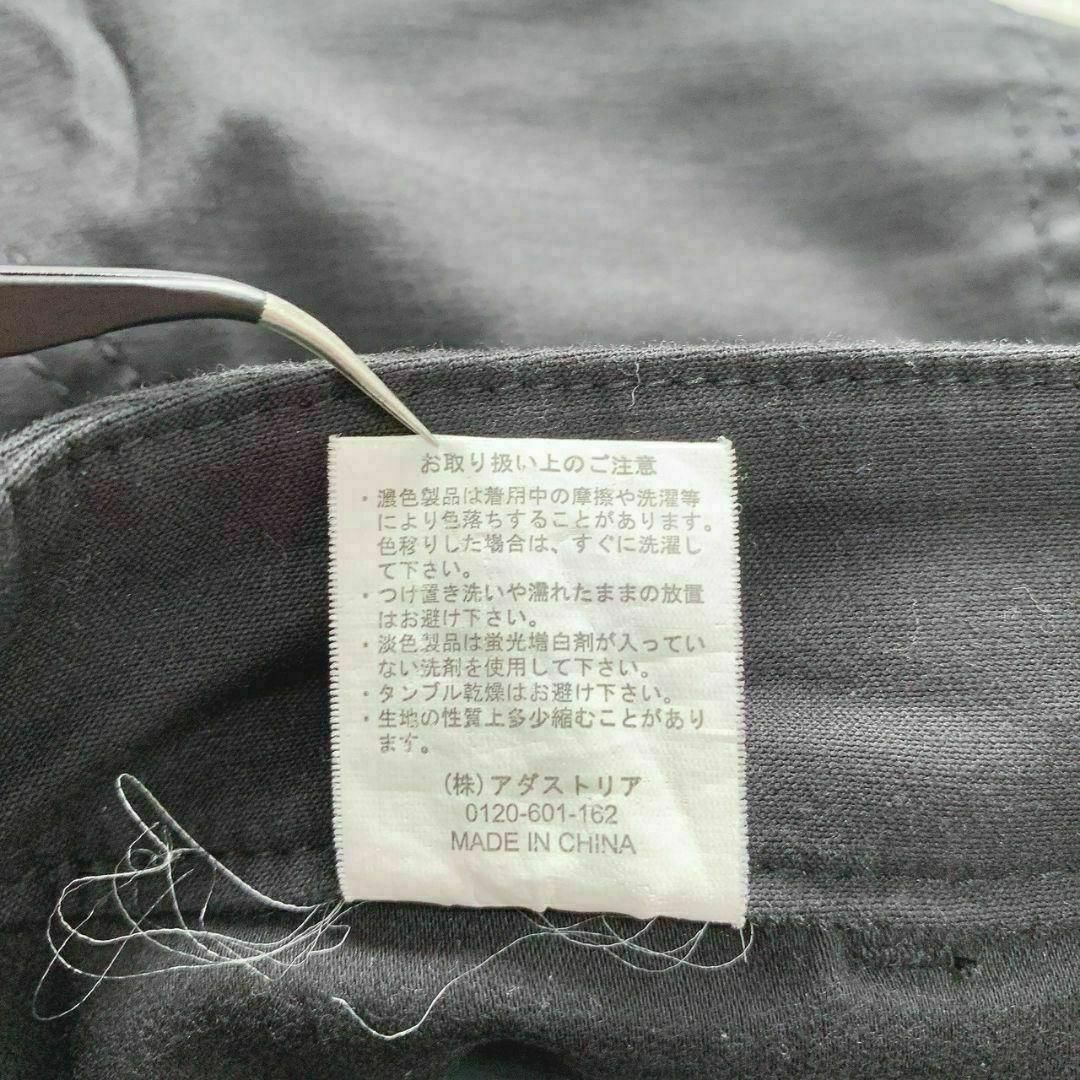 お取り扱い上のご注意
・濃色製品は着用中の摩擦や洗濯等
により色落ちすることがあります。
色移りした場合は、すぐに洗濯し
て下さい。
・つけ置き洗いや濡れたままの放置
はお避け下さい。
・淡色製品は蛍光増白剤が入ってい
ない洗剤を使用して下さい。
・タンブル乾燥はお避け下さい。
・生地の性質上多少縮むことがあり
ます。
(株)アダストリア
0120-601-162
MADE IN CHINA